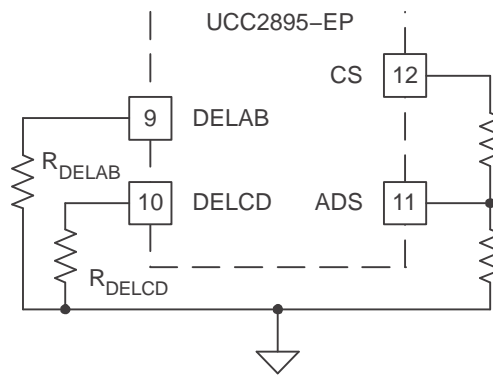 UCC2895–EP
CS 12
9 DELAB
R_DELAB
10 DELCD ADS 11
R_DELCD